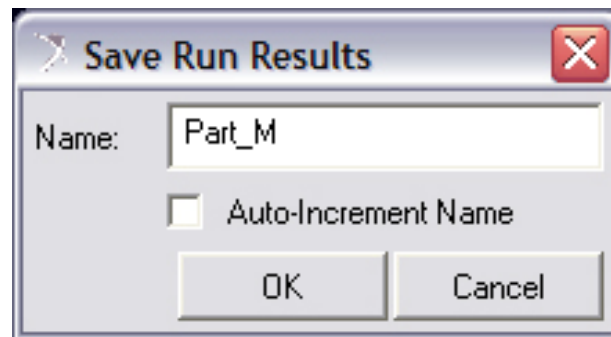 Save Run Results
Name: Part_M
Auto-Increment Name
OK Cancel